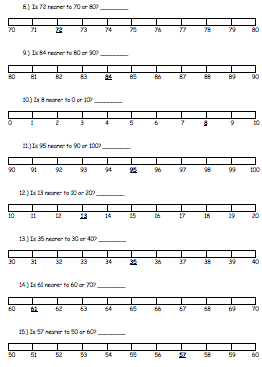 8.) Is 72 nearer to 70 or 80? ________
70 71 72 73 74 75 76 77 78 79 80
9.) Is 84 nearer to 80 or 90? ________
80 81 82 83 84 85 86 87 88 89 90
10.) Is 8 nearer to 0 or 10? ________
0 1 2 3 4 5 6 7 8 9 10
11.) Is 95 nearer to 90 or 100? ________
90 91 92 93 94 95 96 97 98 99 100
12.) Is 13 nearer to 10 or 20? ________
10 11 12 13 14 15 16 17 18 19 20
13.) Is 35 nearer to 30 or 40? ________
30 31 32 33 34 35 36 37 38 39 40
14.) Is 61 nearer to 60 or 70? ________
60 61 62 63 64 65 66 67 68 69 70
15.) Is 57 nearer to 50 or 60? ________
50 51 52 53 54 55 56 57 58 59 60